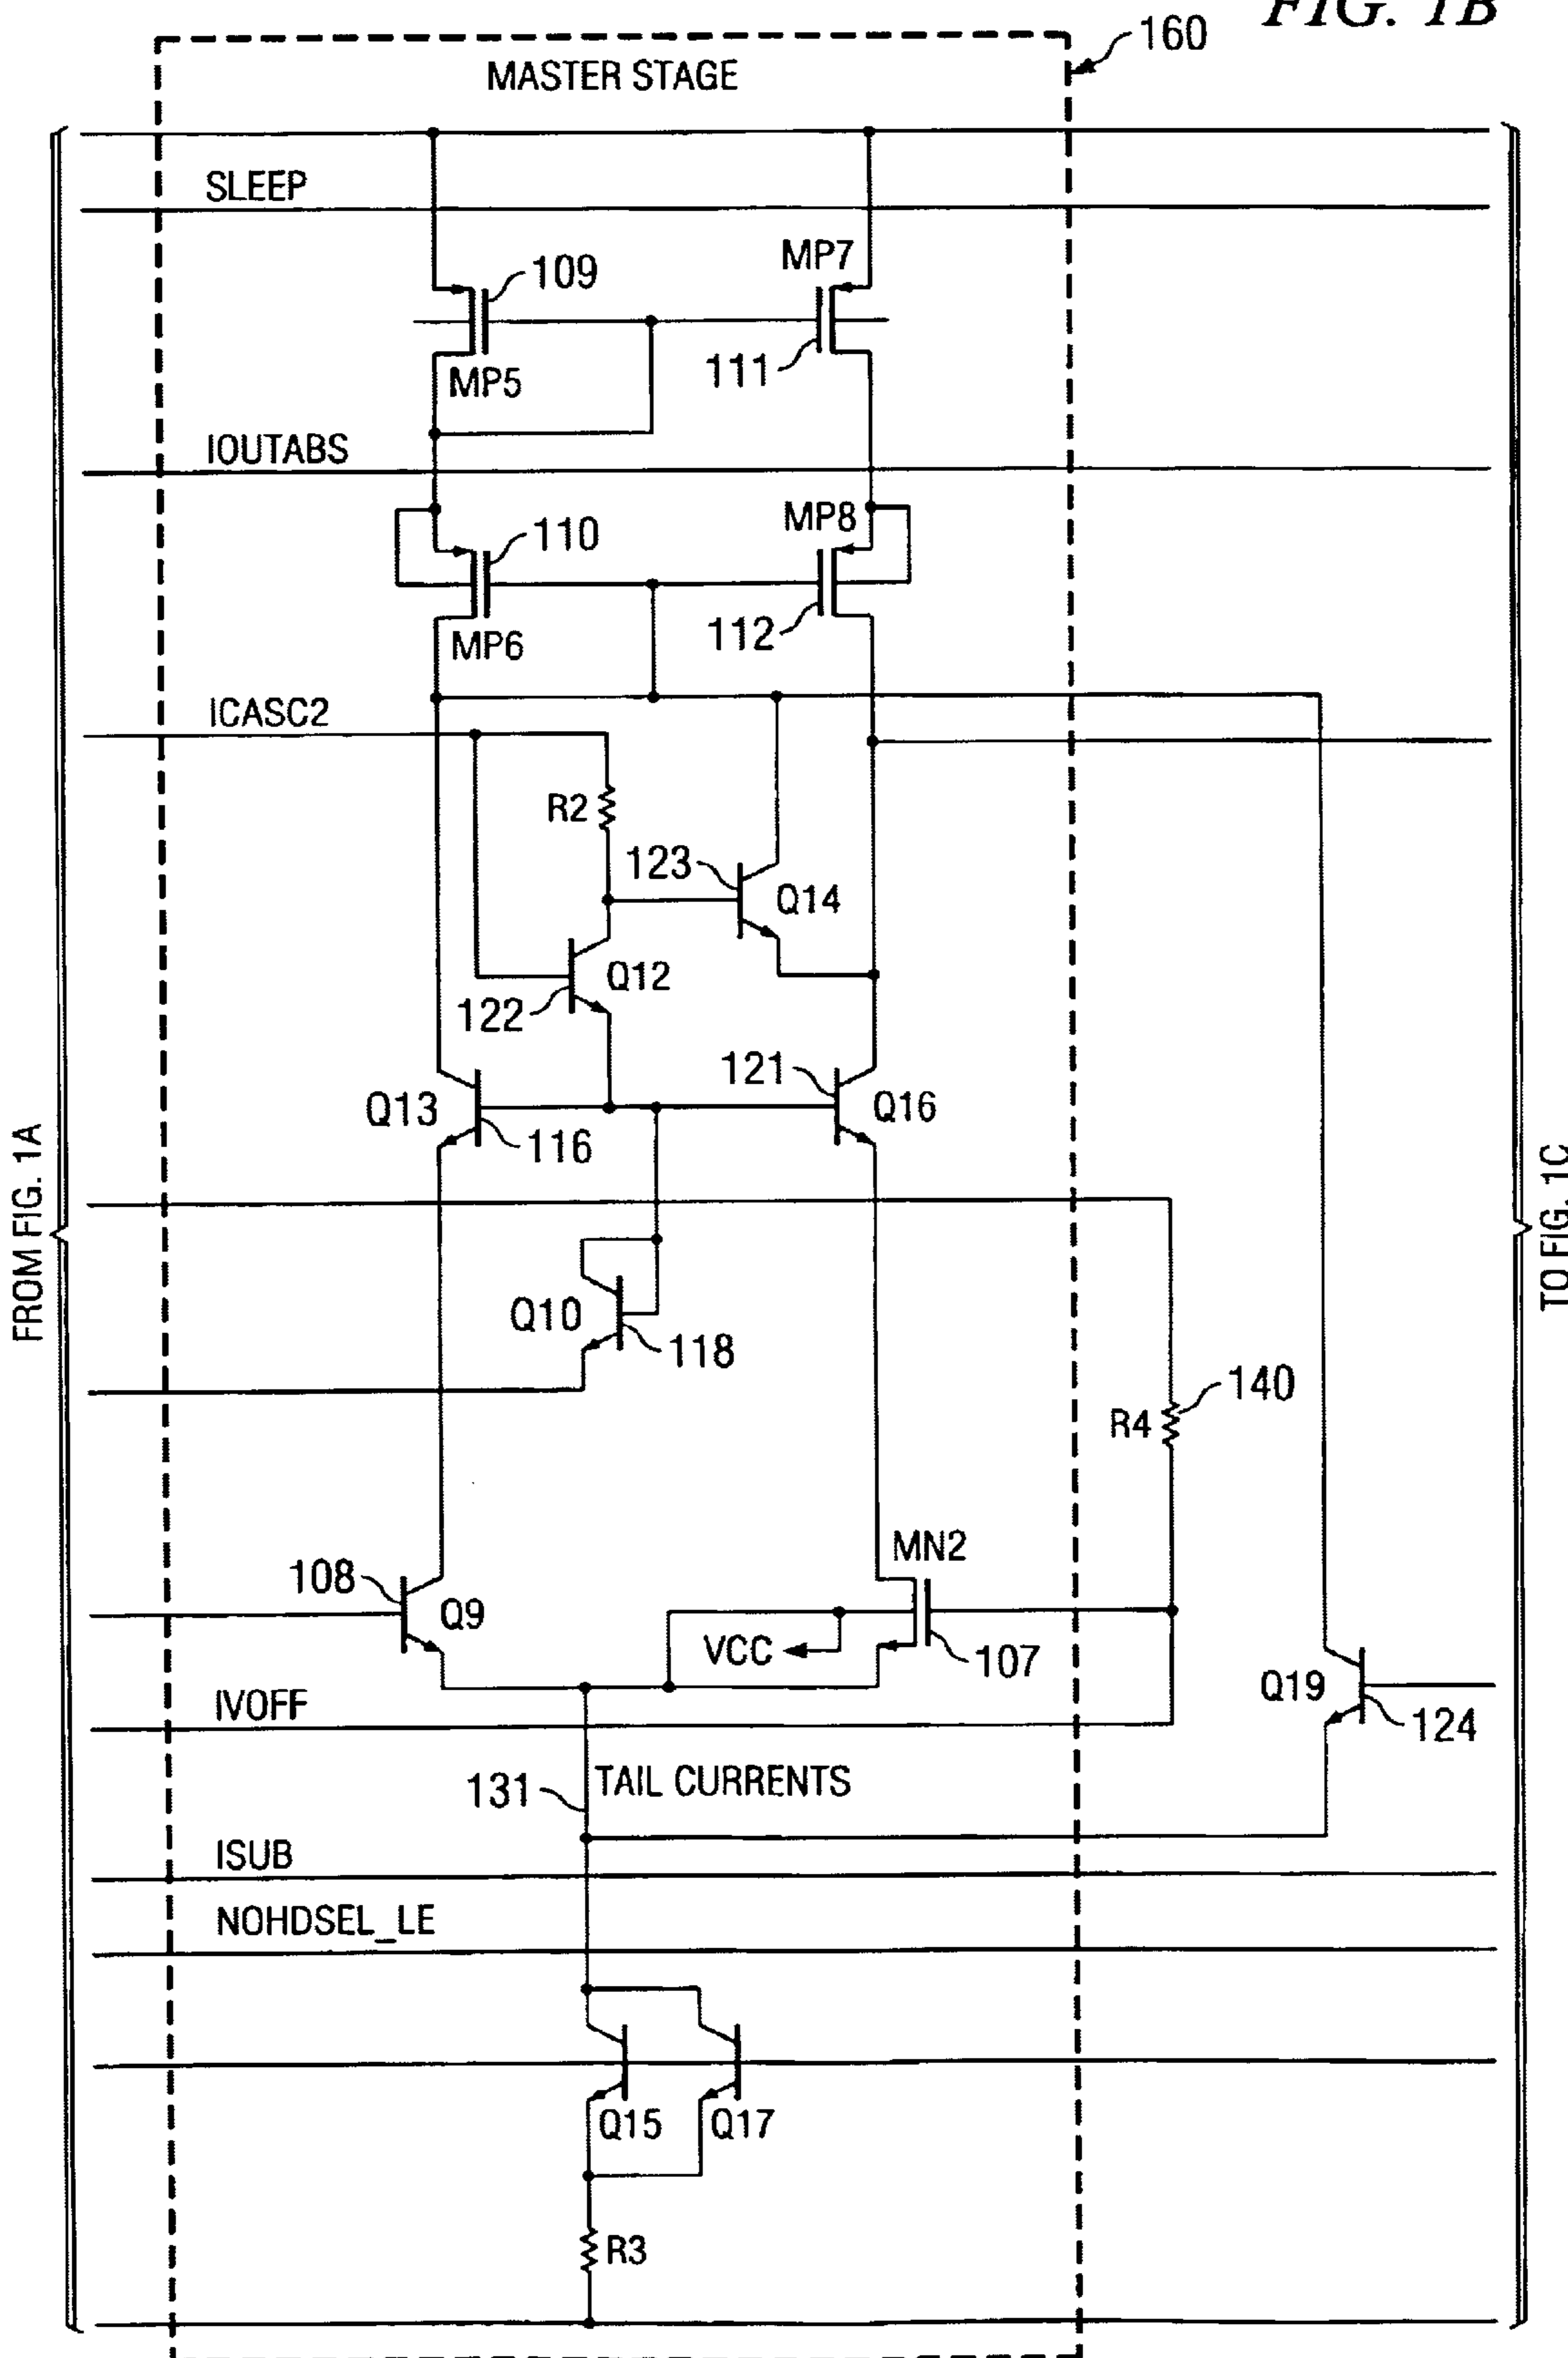 FIG. 1B
160
MASTER STAGE
SLEEP
MP7
109
111
MP5
IOUTABS
MP8
110
112
MP6
ICASC2
R2
123
Q14
Q12
122
121
Q13
Q16
116
FROM FIG. 1A
TO FIG. 1C
Q10
118
140
R4
MN2
108
Q9
VCC
107
Q19
IVOFF
124
131
TAIL CURRENTS
ISUB
NOHDSEL_LE
Q15
Q17
R3